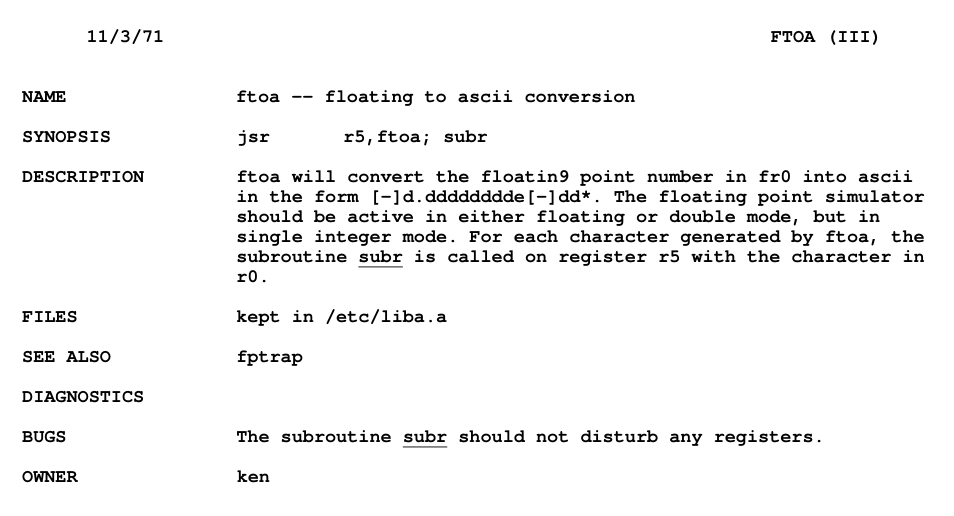 11/3/71 FTOA (III)
NAME ftoa -- floating to ascii conversion
SYNOPSIS jsr r5,ftoa; subr
DESCRIPTION ftoa will convert the floatin9 point number in fr0 into ascii
in the form [-]d.dddddddde[-]dd*. The floating point simulator
should be active in either floating or double mode, but in
single integer mode. For each character generated by ftoa, the
subroutine subr is called on register r5 with the character in
r0.
FILES kept in /etc/liba.a
SEE ALSO fptrap
DIAGNOSTICS
BUGS The subroutine subr should not disturb any registers.
OWNER ken